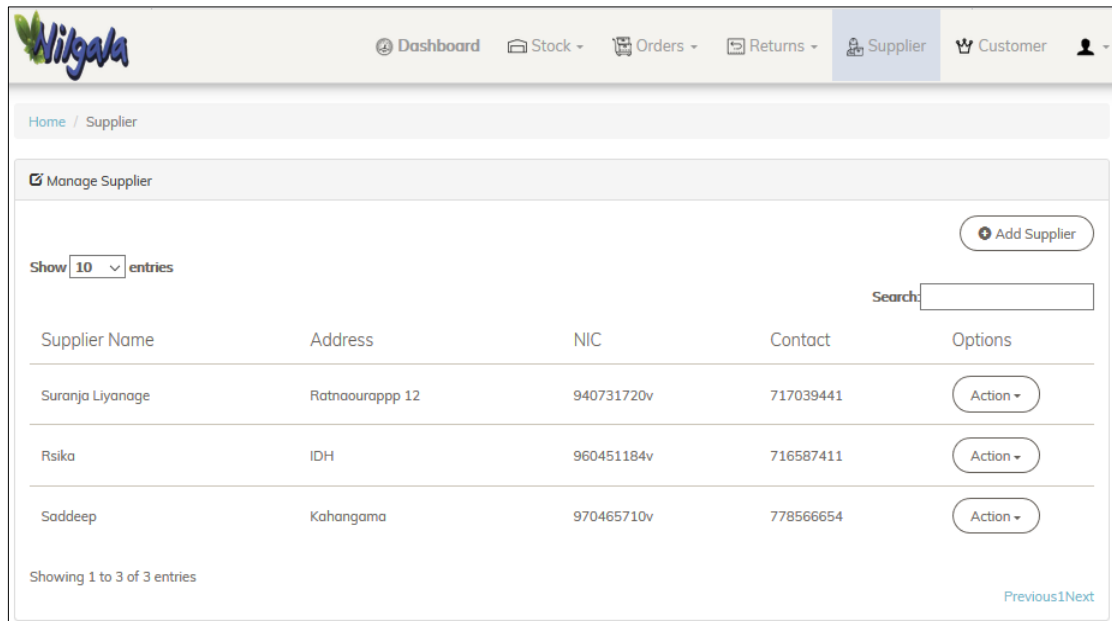 Nilgala
Dashboard Stock Orders Returns Supplier Customer
Home / Supplier
Manage Supplier
Add Supplier
Show 10 entries
Search:
Supplier Name Address NIC Contact Options
Suranja Liyanage Ratnaourappp 12 940731720v 717039441 Action
Rsika IDH 960451184v 716587411 Action
Saddeep Kahangama 970465710v 778566654 Action
Showing 1 to 3 of 3 entries
Previous1Next